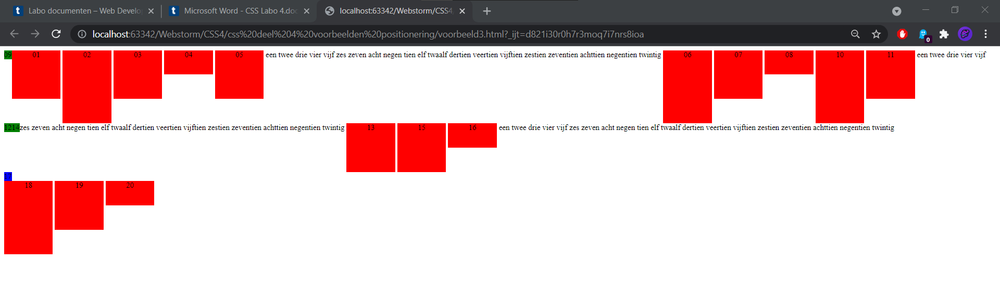 Labo documenten – Web Develo
Microsoft Word - CSS Labo 4.doc
localhost:63342/Webstorm/CSS4/
localhost:63342/Webstorm/CSS4/css%20deel%204%20voorbeelden%20positionering/voorbeeld3.html?_ijt=d821i30r0h7r3moq7i7nrs8ioa
0
09 01 02 03 04 05 een twee drie vier vijf zes zeven acht negen tien elf twaalf dertien veertien vijftien zestien zeventien achttien negentien twintig 06 07 08 10 11 een twee drie vier vijf
1214zes zeven acht negen tien elf twaalf dertien veertien vijftien zestien zeventien achttien negentien twintig 13 15 16 een twee drie vier vijf zes zeven acht negen tien elf twaalf dertien veertien vijftien zestien zeventien achttien negentien twintig
17
18 19 20